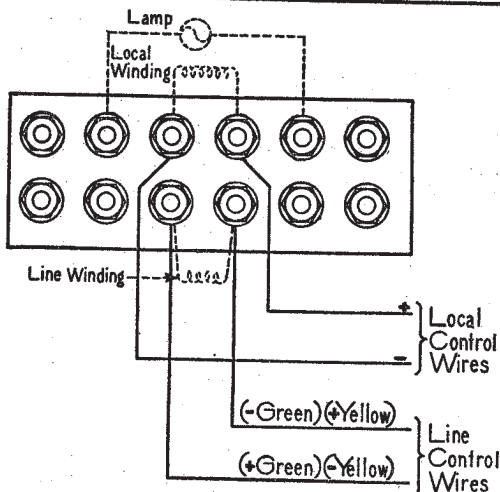 Lamp
Local
Winding
Line Winding
+
Local
Control
Wires
-
(-Green)(+Yellow)
Line
Control
Wires
(+Green)(-Yellow)